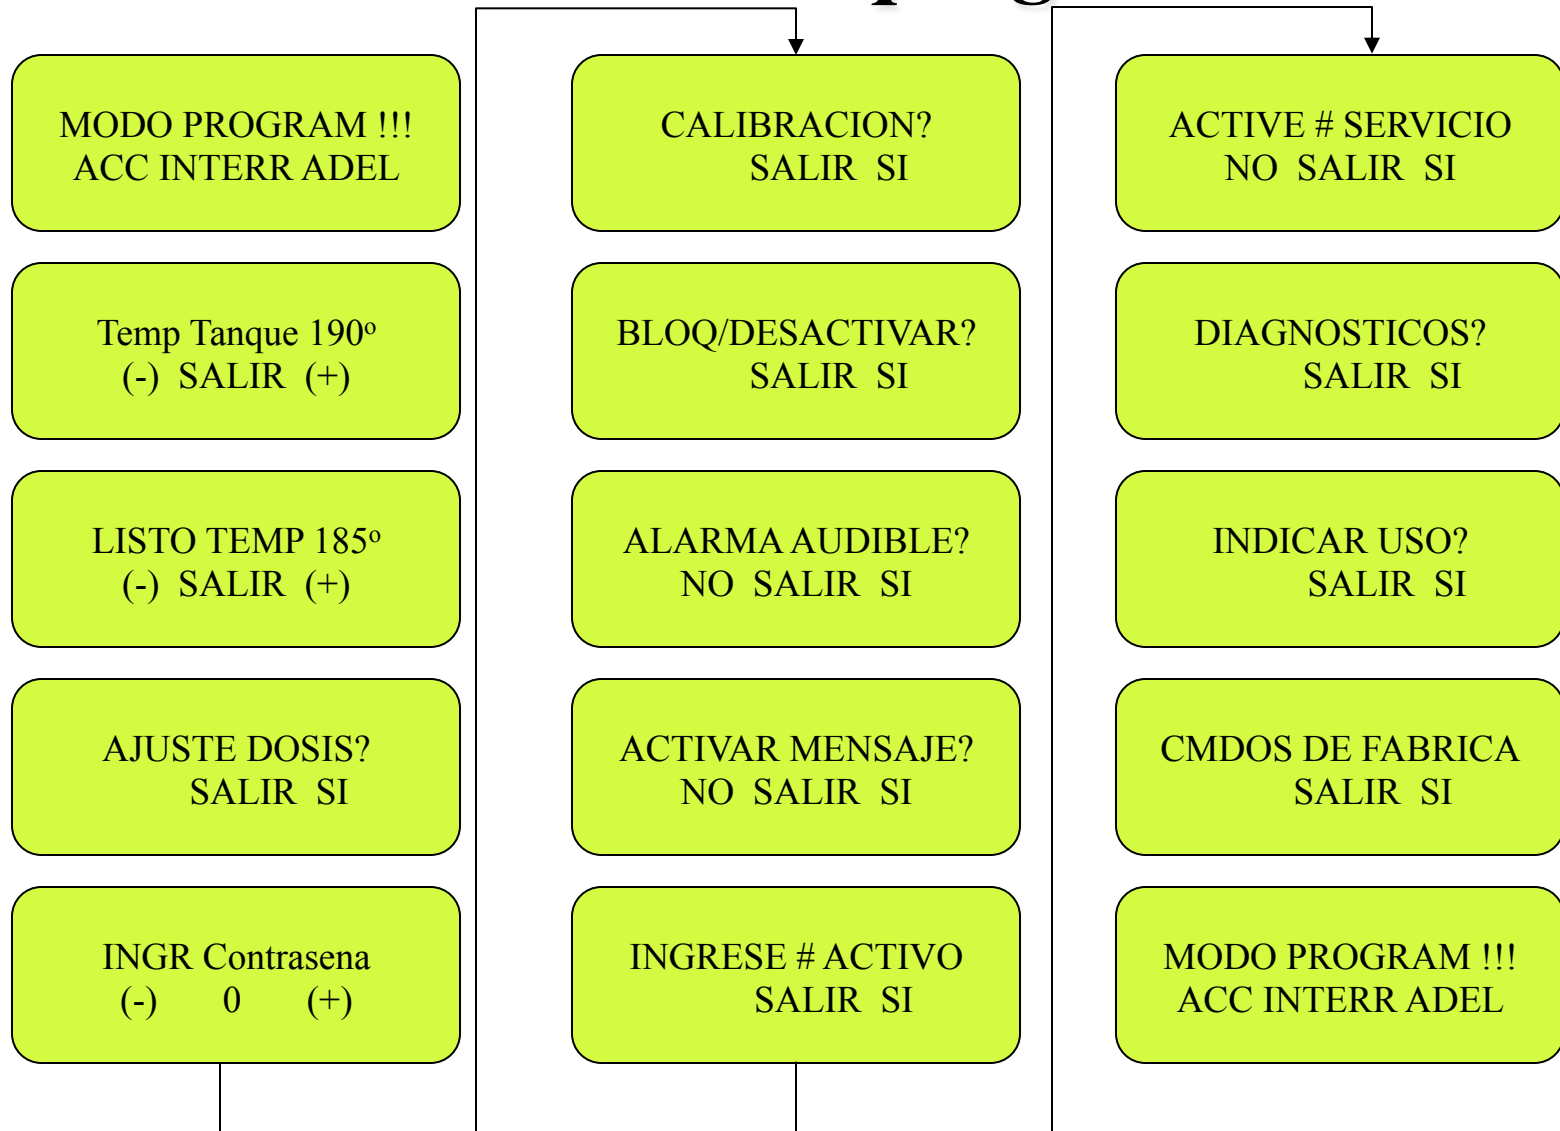 MODO PROGRAM !!!
ACC INTERR ADEL
Temp Tanque 190º
(-) SALIR (+)
LISTO TEMP 185º
(-) SALIR (+)
AJUSTE DOSIS?
SALIR SI
INGR Contrasena
(-) 0 (+)
CALIBRACION?
SALIR SI
BLOQ/DESACTIVAR?
SALIR SI
ALARMA AUDIBLE?
NO SALIR SI
ACTIVAR MENSAJE?
NO SALIR SI
INGRESE # ACTIVO
SALIR SI
ACTIVE # SERVICIO
NO SALIR SI
DIAGNOSTICOS?
SALIR SI
INDICAR USO?
SALIR SI
CMDOS DE FABRICA
SALIR SI
MODO PROGRAM !!!
ACC INTERR ADEL